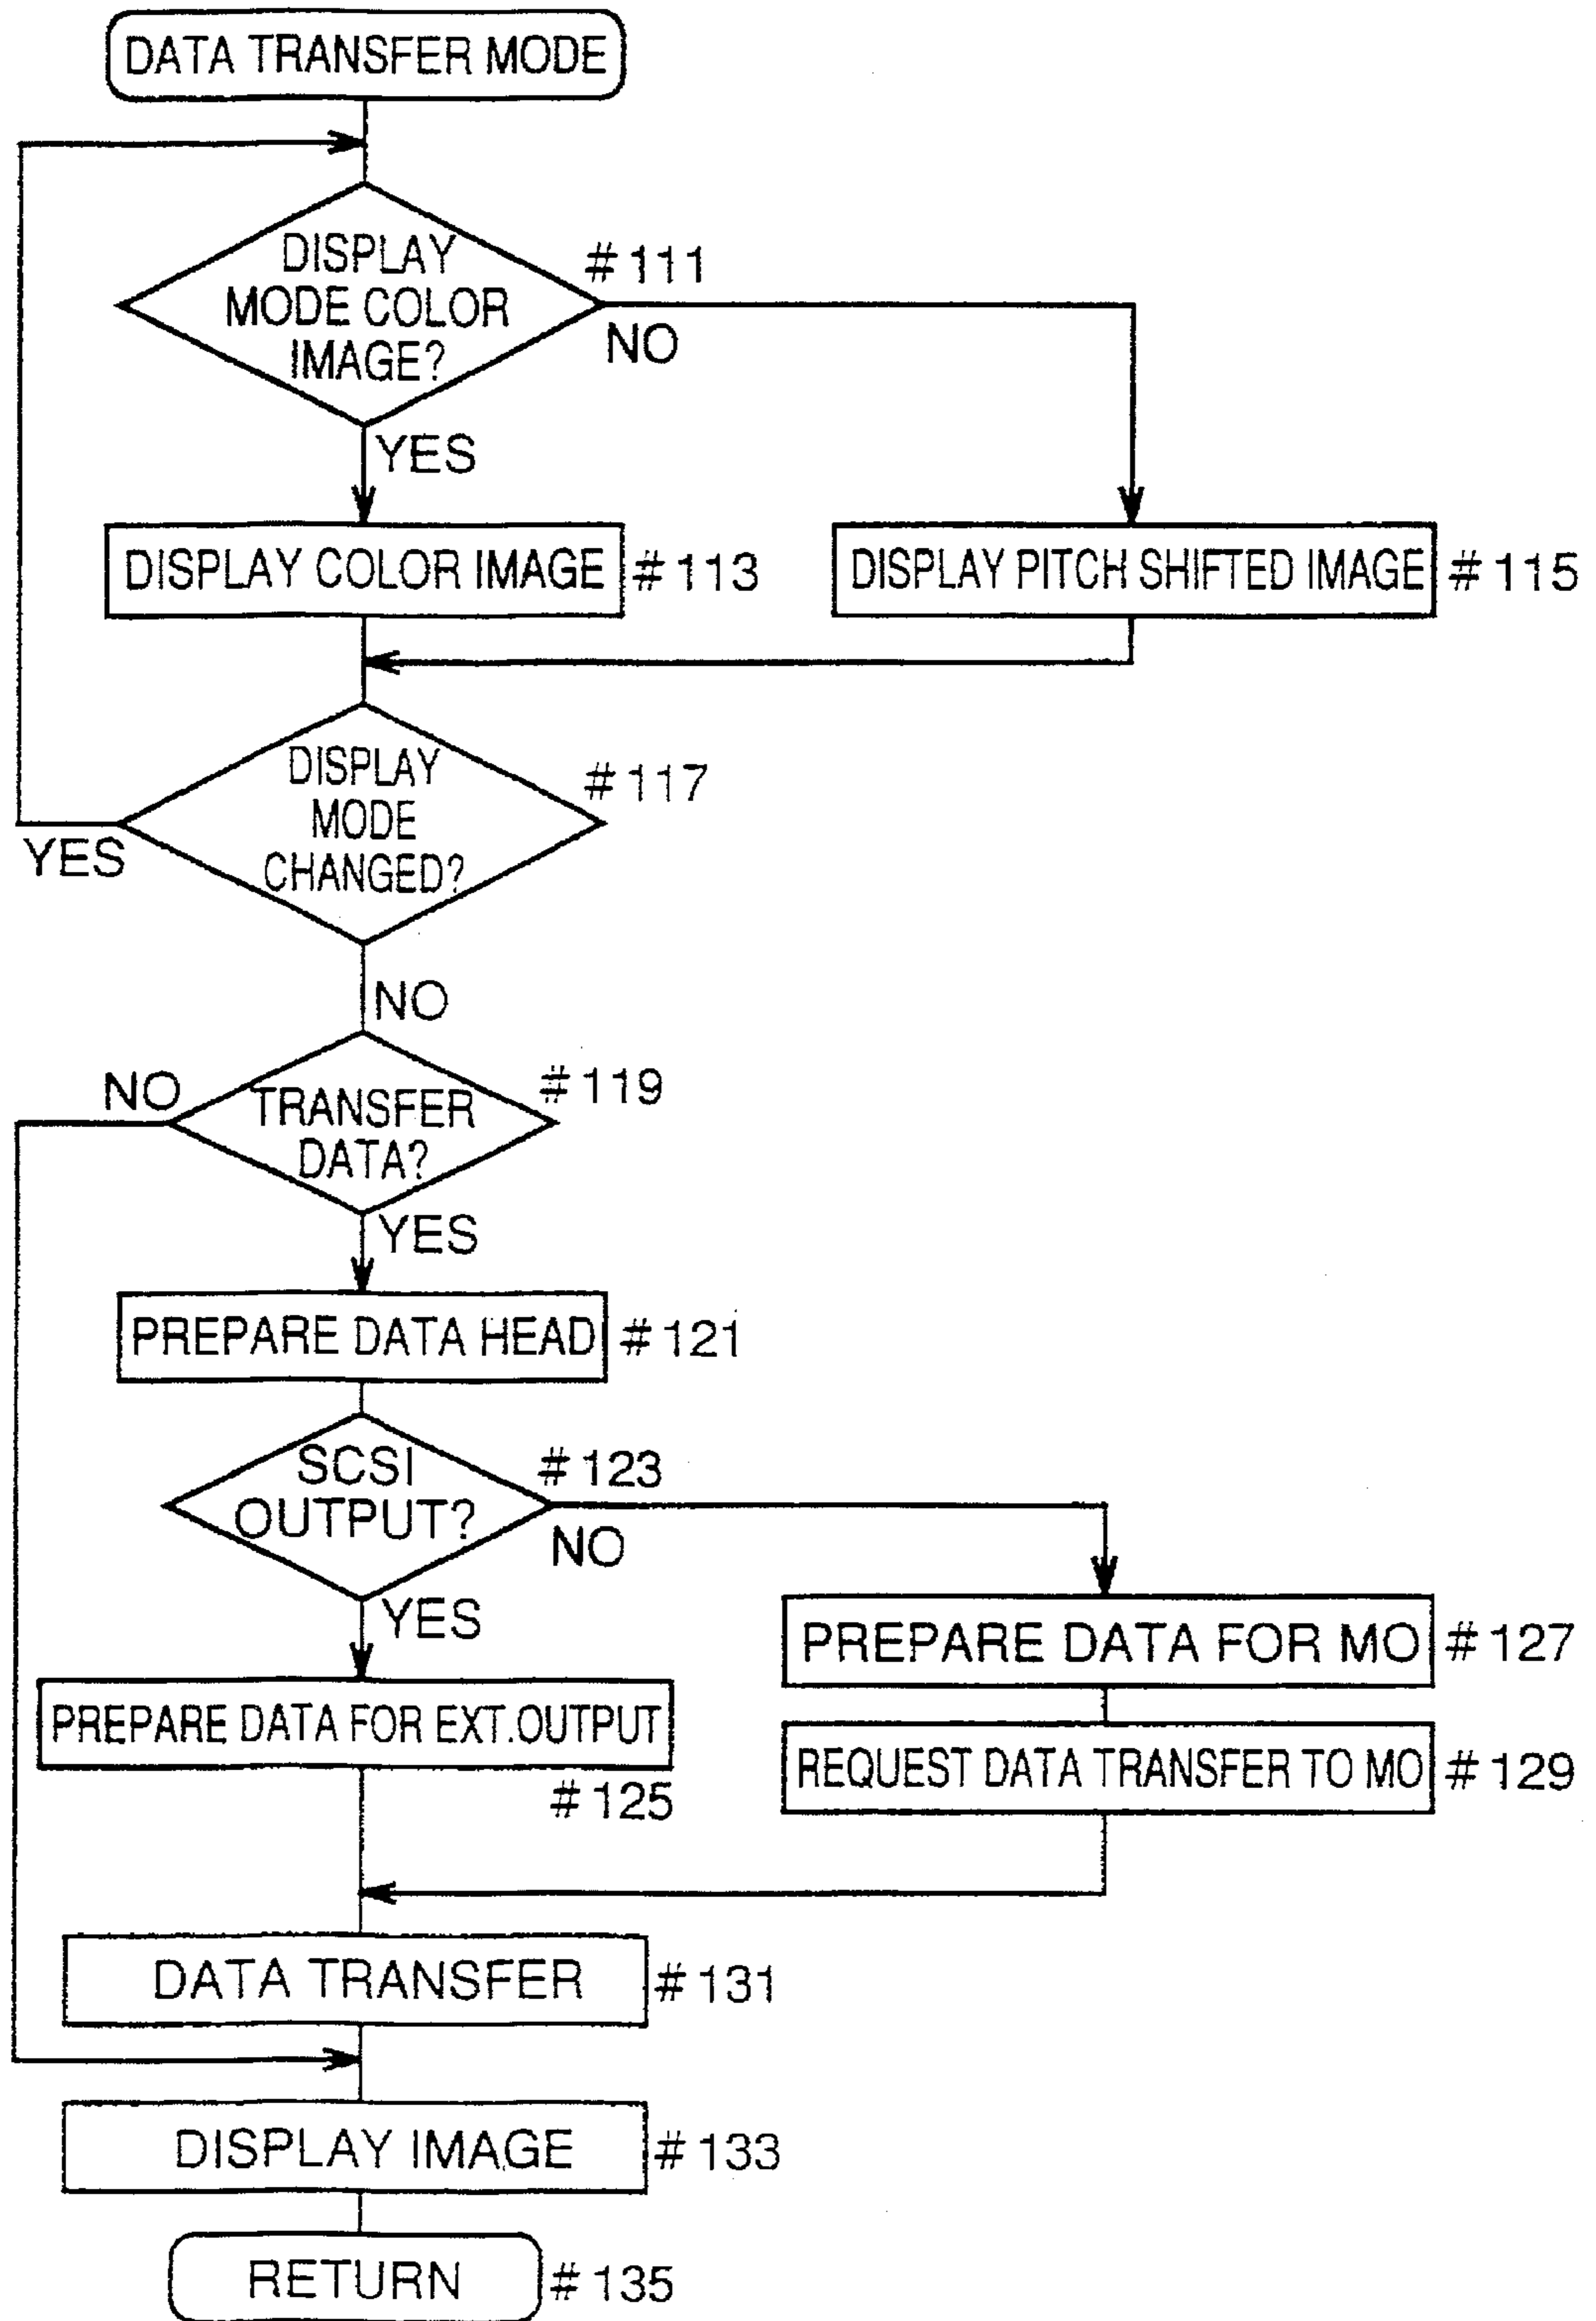 DATA TRANSFER MODE
DISPLAY
MODE COLOR
IMAGE?
#111
NO
YES
DISPLAY COLOR IMAGE
#113
DISPLAY PITCH SHIFTED IMAGE
#115
DISPLAY
MODE
CHANGED?
#117
YES
NO
TRANSFER
DATA?
#119
NO
YES
PREPARE DATA HEAD
#121
SCSI
OUTPUT?
#123
NO
YES
PREPARE DATA FOR MO
#127
PREPARE DATA FOR EXT.OUTPUT
#125
REQUEST DATA TRANSFER TO MO
#129
DATA TRANSFER
#131
DISPLAY IMAGE
#133
RETURN
#135